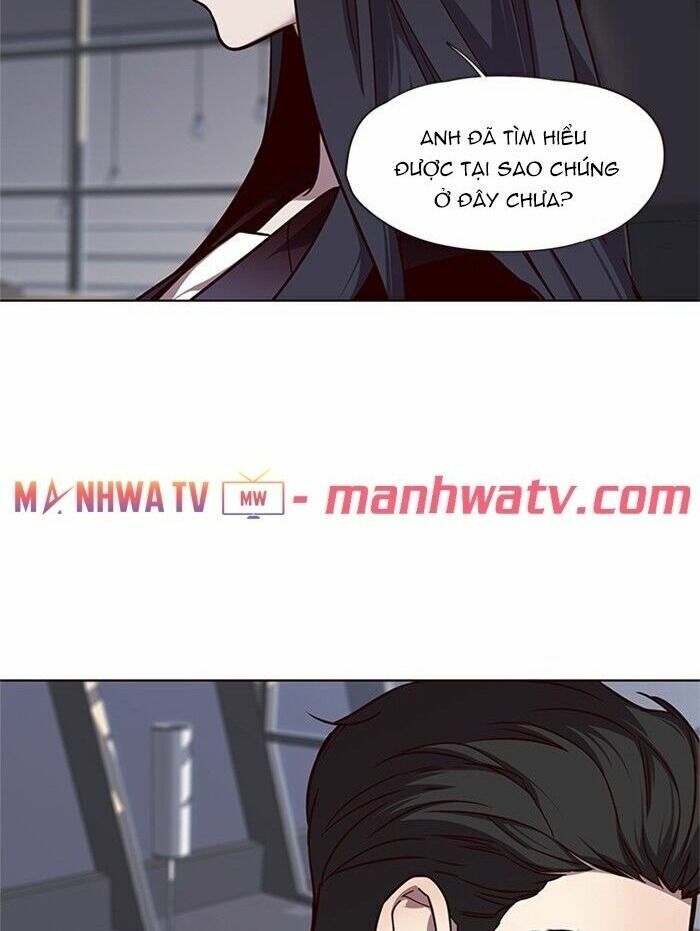 ANH ĐÃ TÌM HIỂU
ĐƯỢC TẠI SAO CHÚNG
Ở ĐÂY CHƯA?
MANHWA TV MW - manhwatv.com